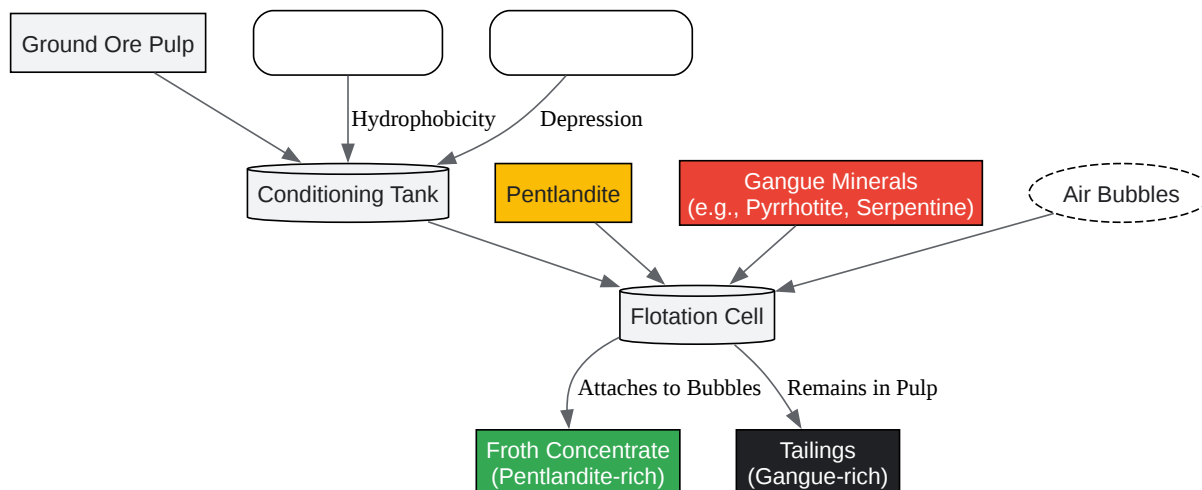 Ground Ore Pulp
Hydrophobicity
Depression
Conditioning Tank
Pentlandite
Gangue Minerals
(e.g., Pyrrhotite, Serpentine)
Air Bubbles
Flotation Cell
Attaches to Bubbles
Remains in Pulp
Froth Concentrate
(Pentlandite-rich)
Tailings
(Gangue-rich)